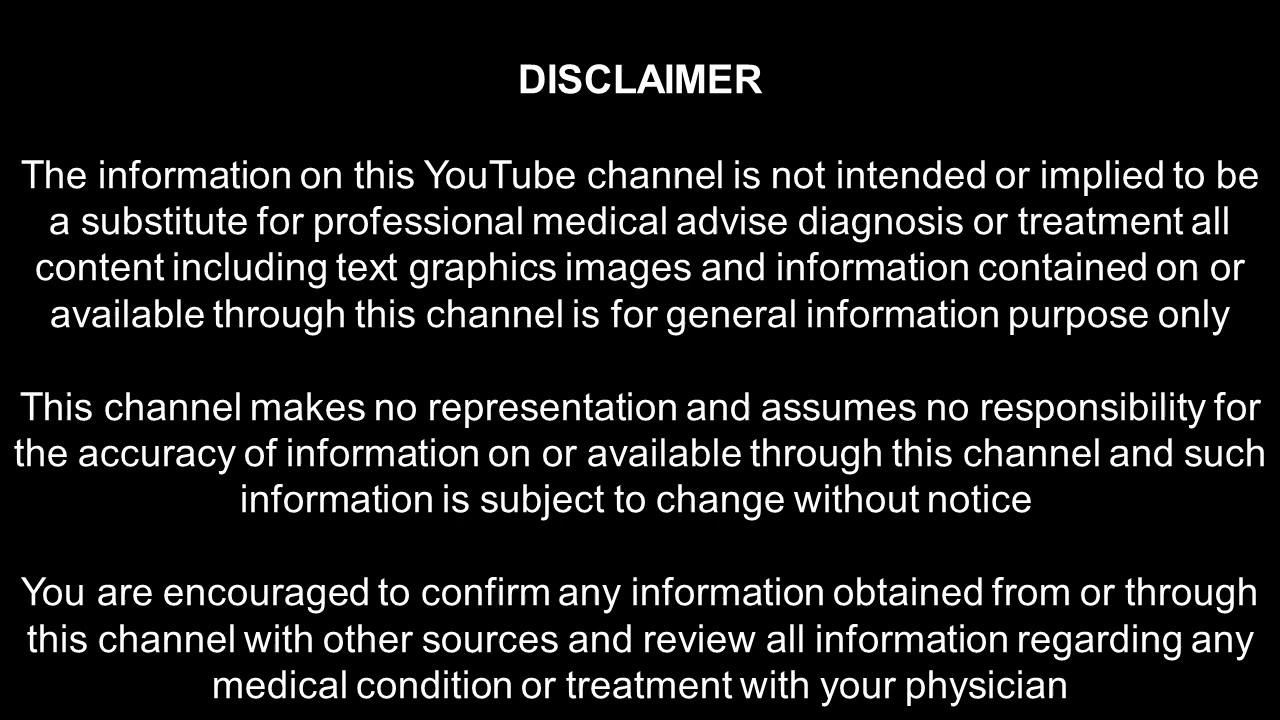 DISCLAIMER
The information on this YouTube channel is not intended or implied to be
a substitute for professional medical advise diagnosis or treatment all
content including text graphics images and information contained on or
available through this channel is for general information purpose only
This channel makes no representation and assumes no responsibility for
the accuracy of information on or available through this channel and such
information is subject to change without notice
You are encouraged to confirm any information obtained from or through
this channel with other sources and review all information regarding any
medical condition or treatment with your physician